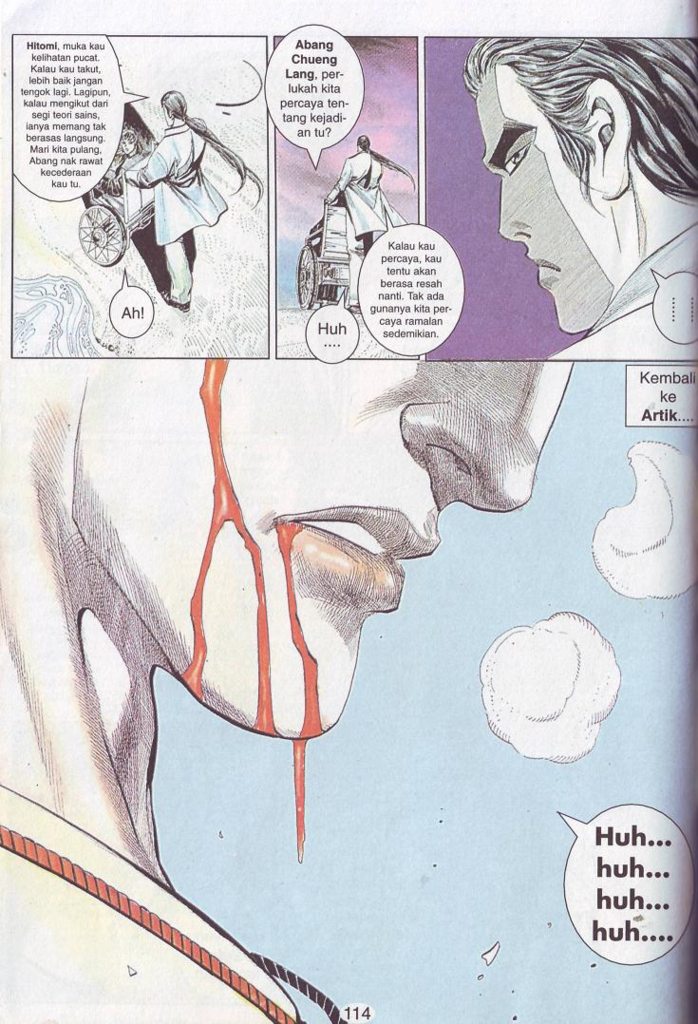 Hitomi, muka kau
kelihatan pucat.
Kalau kau takut,
lebih baik jangan
tengok lagi. Lagipun,
kalau mengikut dari
segi teori sains,
ianya memang tak
berasas langsung.
Mari kita pulang,
Abang nak rawat
kecederaan
kau tu.
Ah!
Abang
Chueng
Lang, per-
lukah kita
percaya ten-
tang kejadi-
an tu?
Kalau kau
percaya, kau
tentu akan
berasa resah
nanti. Tak ada
gunanya kita per-
caya ramalan
sedemikian.
Huh
....
Kembali
ke
Artik....
Huh...
huh...
huh...
huh....
114